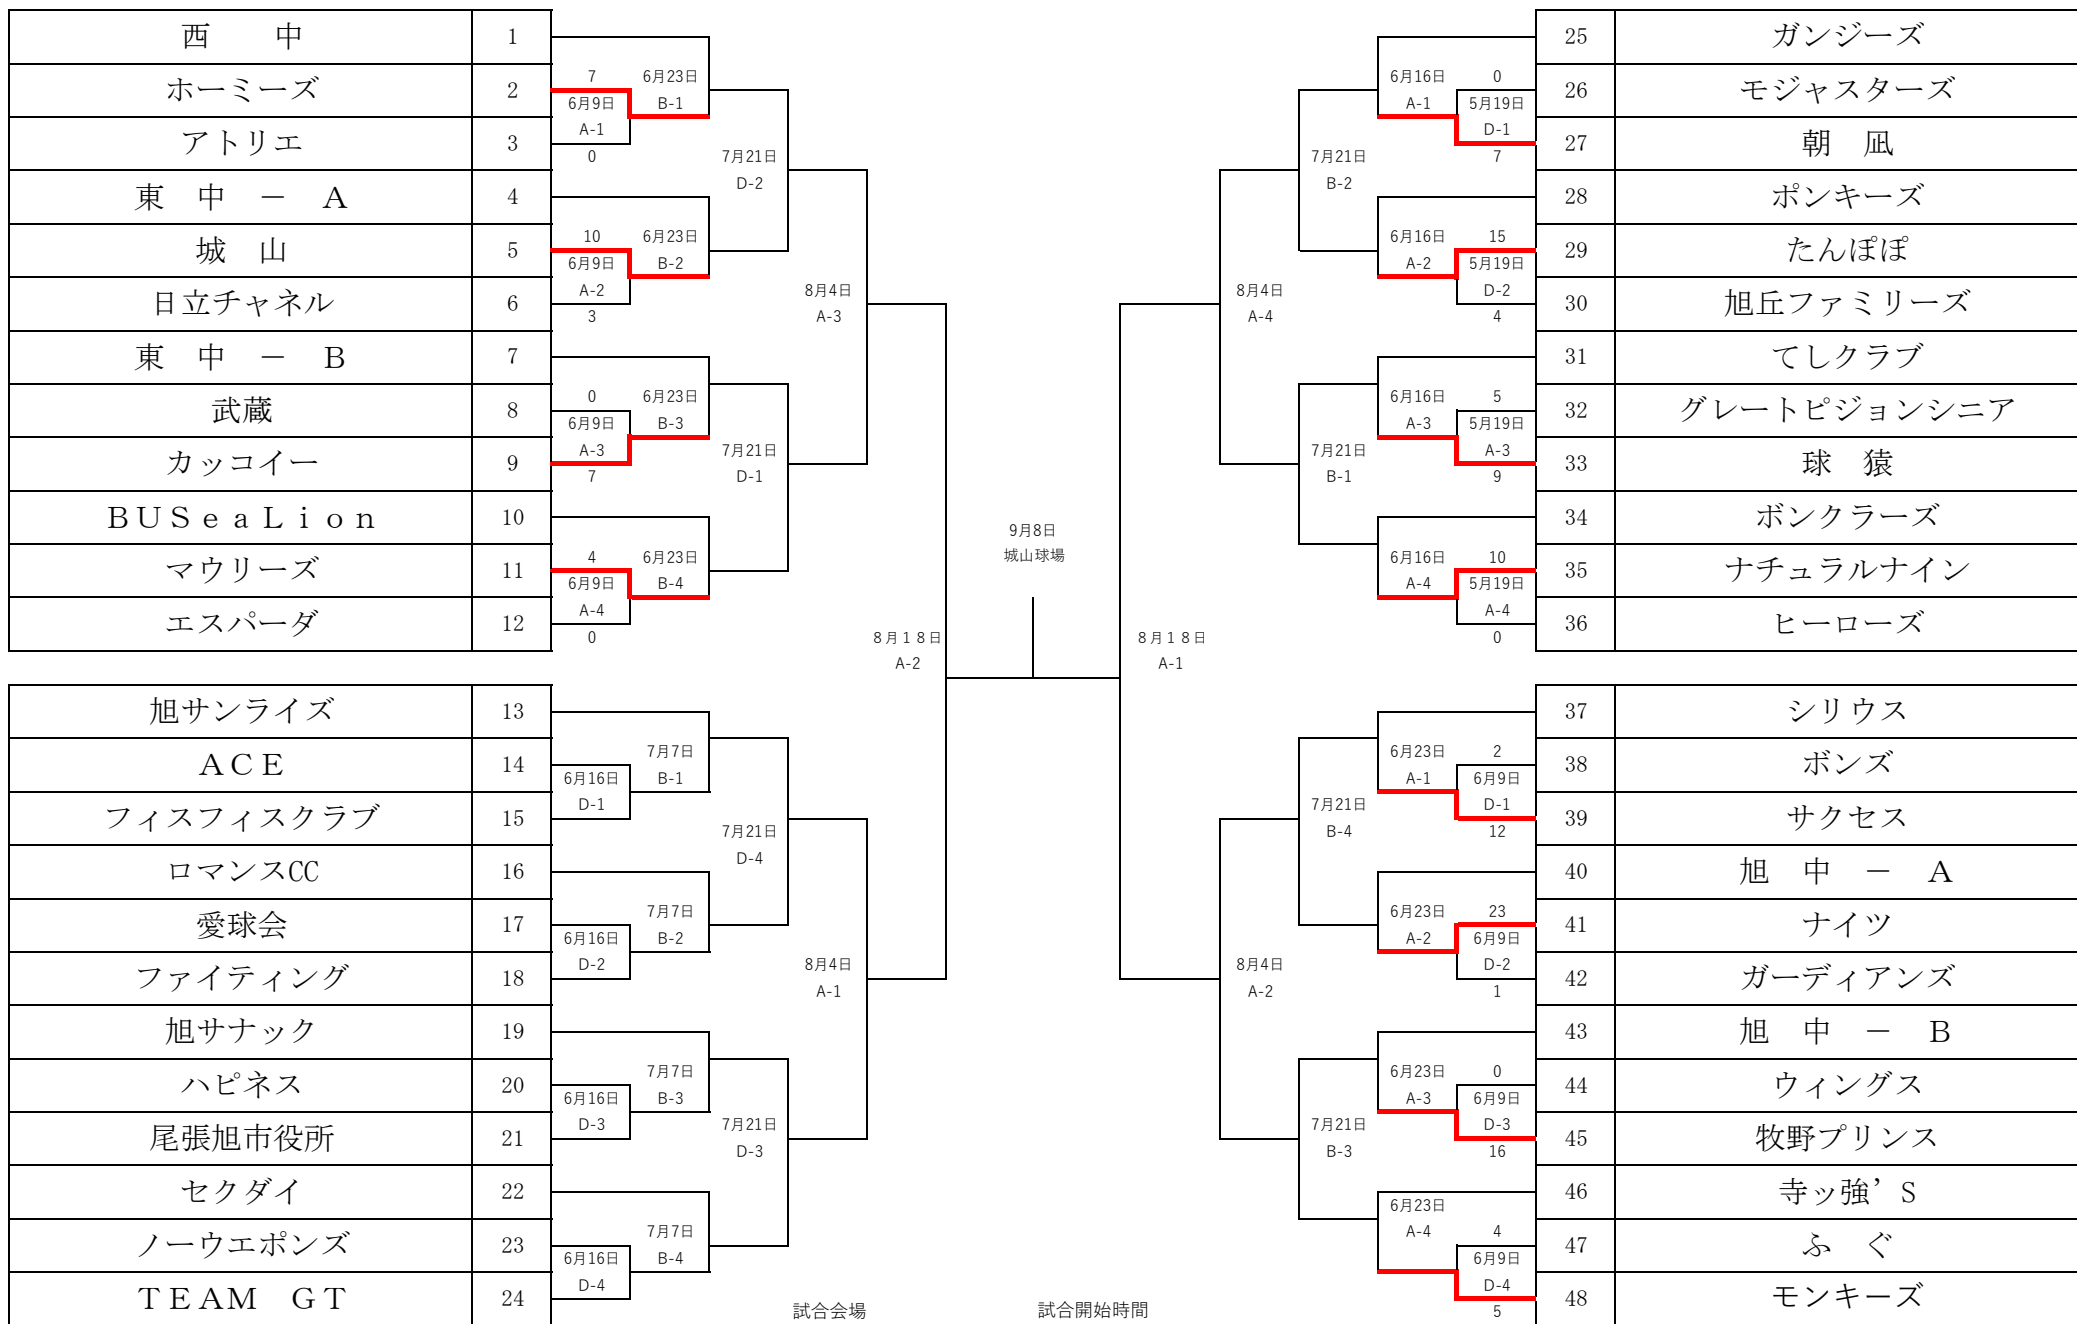 西　　中 1
ホーミーズ 2
アトリエ 3
東　中　－　Ａ 4
城　山 5
日立チャネル 6
東　中　－　Ｂ 7
武蔵 8
カッコイー 9
ＢＵＳｅａＬｉｏｎ 10
マウリーズ 11
エスパーダ 12
7
6月9日
A-1
0
10
6月9日
A-2
3
0
6月9日
A-3
7
4
6月9日
A-4
0
6月23日
B-1
6月23日
B-2
6月23日
B-3
6月23日
B-4
7月21日
D-2
7月21日
D-1
8月4日
A-3
旭サンライズ 13
ＡＣＥ 14
フィスフィスクラブ 15
ロマンスCC 16
愛球会 17
ファイティング 18
旭サナック 19
ハピネス 20
尾張旭市役所 21
セクダイ 22
ノーウエポンズ 23
ＴＥＡＭ　ＧＴ 24
6月16日
D-1
6月16日
D-2
6月16日
D-3
6月16日
D-4
7月7日
B-1
7月7日
B-2
7月7日
B-3
7月7日
B-4
7月21日
D-4
7月21日
D-3
8月4日
A-1
8月１８日
A-2
9月8日
城山球場
8月１８日
A-1
25 ガンジーズ
26 モジャスターズ
27 朝　凪
28 ポンキーズ
29 たんぽぽ
30 旭丘ファミリーズ
31 てしクラブ
32 グレートピジョンシニア
33 球　猿
34 ボンクラーズ
35 ナチュラルナイン
36 ヒーローズ
0
5月19日
D-1
7
15
5月19日
D-2
4
5
5月19日
A-3
9
10
5月19日
A-4
0
6月16日
A-1
6月16日
A-2
6月16日
A-3
6月16日
A-4
7月21日
B-2
7月21日
B-1
8月4日
A-4
37 シリウス
38 ボンズ
39 サクセス
40 旭　中　－　Ａ
41 ナイツ
42 ガーディアンズ
43 旭　中　－　Ｂ
44 ウィングス
45 牧野プリンス
46 寺ッ強’S
47 ふ　ぐ
48 モンキーズ
2
6月9日
D-1
12
23
6月9日
D-2
1
0
6月9日
D-3
16
4
6月9日
D-4
5
6月23日
A-1
6月23日
A-2
6月23日
A-3
6月23日
A-4
7月21日
B-4
7月21日
B-3
8月4日
A-2
試合会場
試合開始時間